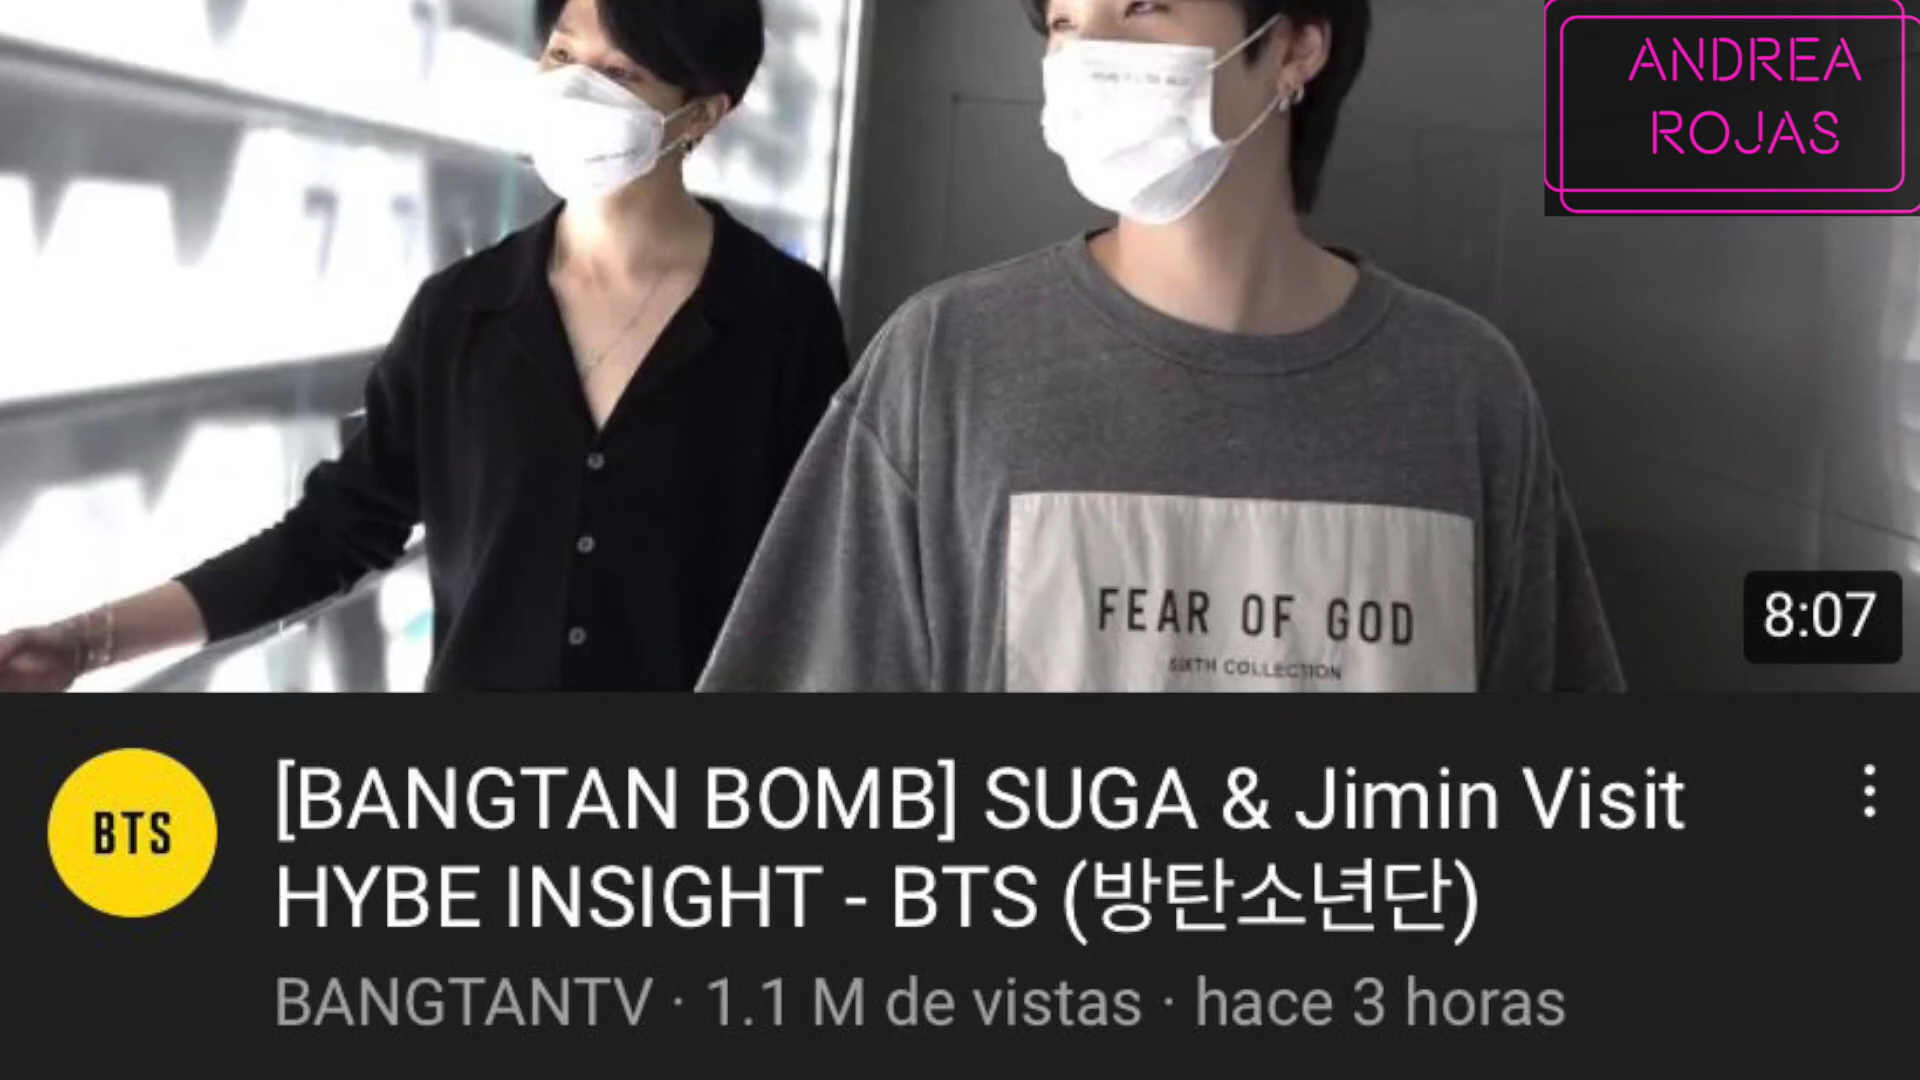 ANDREA
ROJAS
FEAR OF GOD
SIXTH COLLECTION
8:07
BTS
[BANGTAN BOMB] SUGA & Jimin Visit
HYBE INSIGHT - BTS (방탄소년단)
BANGTANTV · 1.1 M de vistas · hace 3 horas